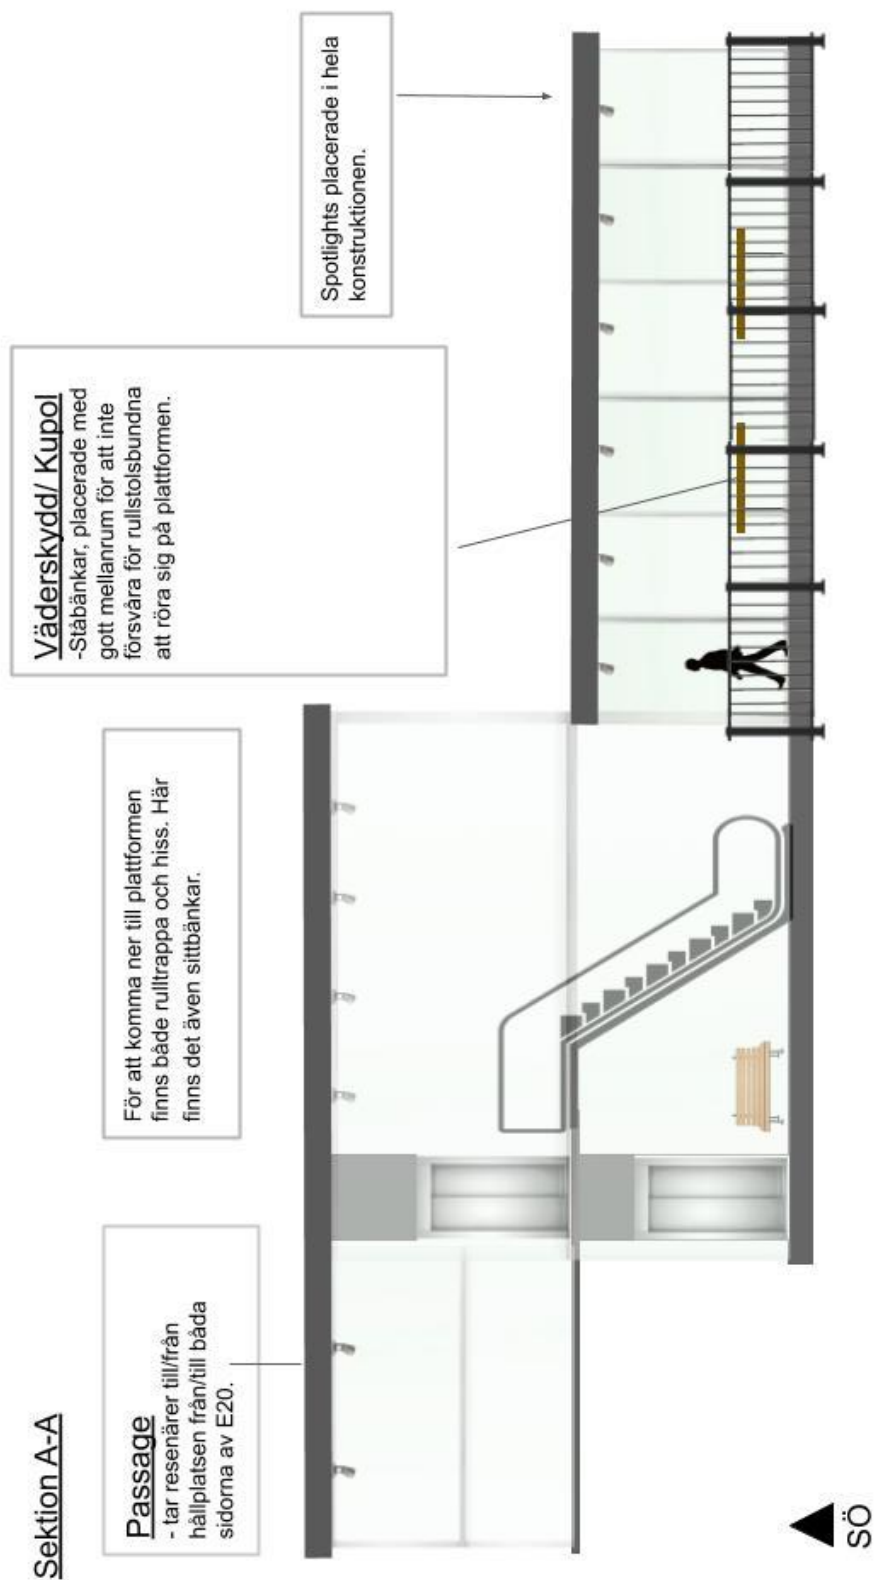 Sektion A-A
Passage
- tar resenärer till/från
hållplatsen från/till båda
sidorna av E20.
För att komma ner till plattformen
finns både rulltrappa och hiss. Här
finns det även sittbänkar.
Väderskydd/ Kupol
-Ståbänkar, placerade med
gott mellanrum för att inte
försvåra för rullstolsbundna
att röra sig på plattformen.
Spotlights placerade i hela
konstruktionen.
SÖ